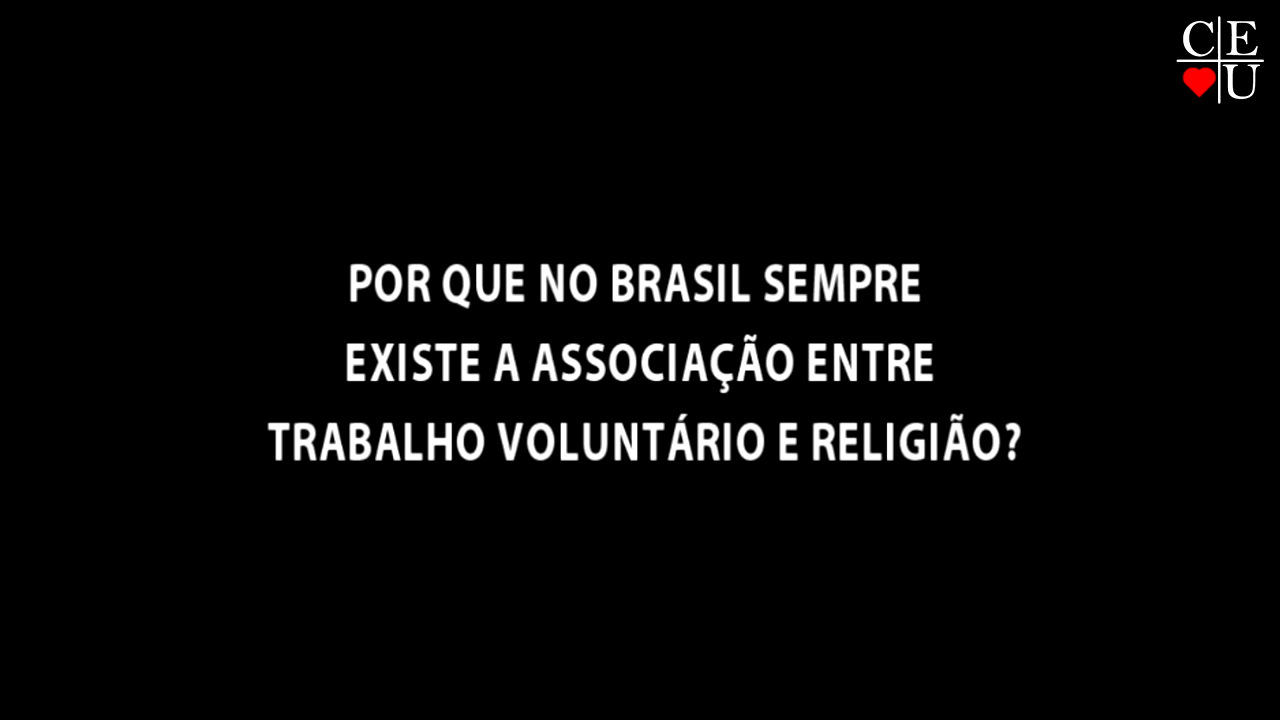 CE
U
POR QUE NO BRASIL SEMPRE
EXISTE A ASSOCIAÇÃO ENTRE
TRABALHO VOLUNTÁRIO E RELIGIÃO?